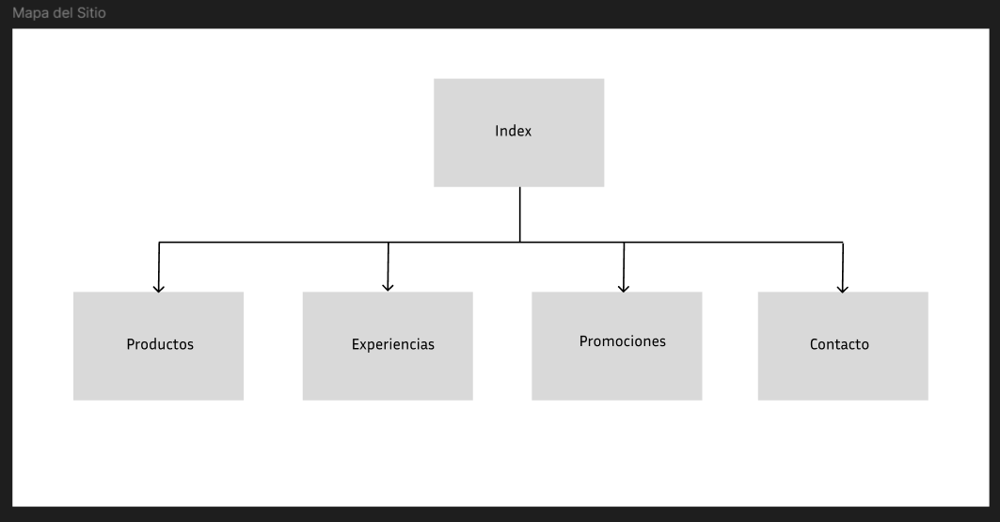 Mapa del Sitio
Index
Productos
Experiencias
Promociones
Contacto